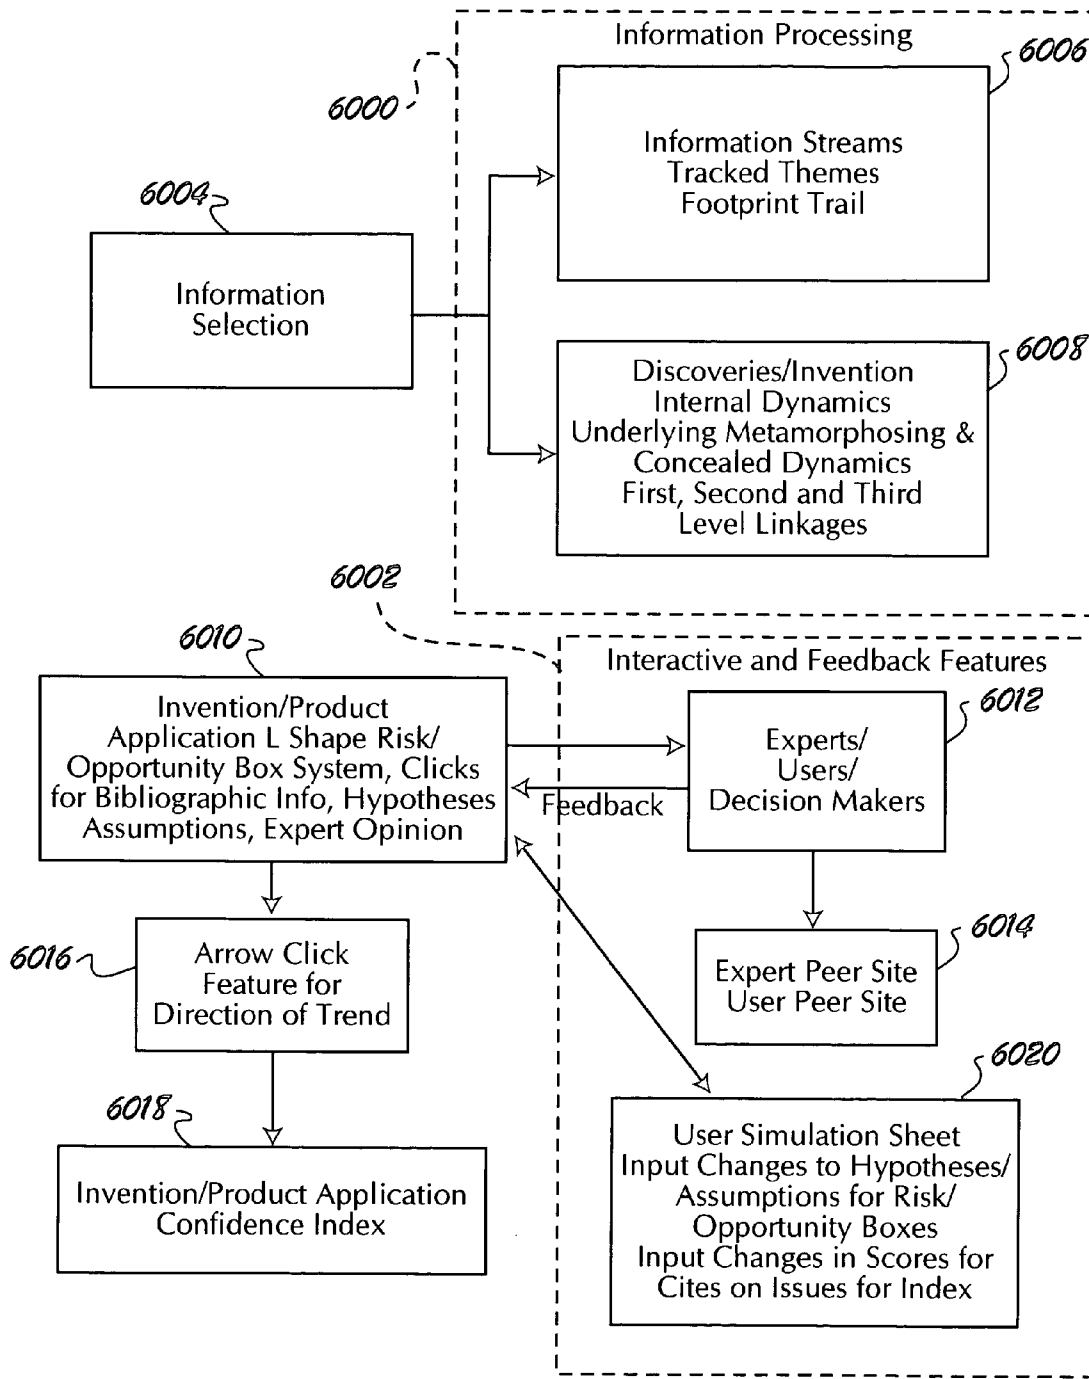 Information Processing
6006
6000
Information Streams
Tracked Themes
Footprint Trail
6004
Information
Selection
6008
Discoveries/Invention
Internal Dynamics
Underlying Metamorphosing &
Concealed Dynamics
First, Second and Third
Level Linkages
6002
6010
Interactive and Feedback Features
Invention/Product
Application L Shape Risk/
Opportunity Box System, Clicks
for Bibliographic Info, Hypotheses
Assumptions, Expert Opinion
6012
Experts/
Users/
Decision Makers
Feedback
6016
Arrow Click
Feature for
Direction of Trend
6014
Expert Peer Site
User Peer Site
6018
Invention/Product Application
Confidence Index
6020
User Simulation Sheet
Input Changes to Hypotheses/
Assumptions for Risk/
Opportunity Boxes
Input Changes in Scores for
Cites on Issues for Index